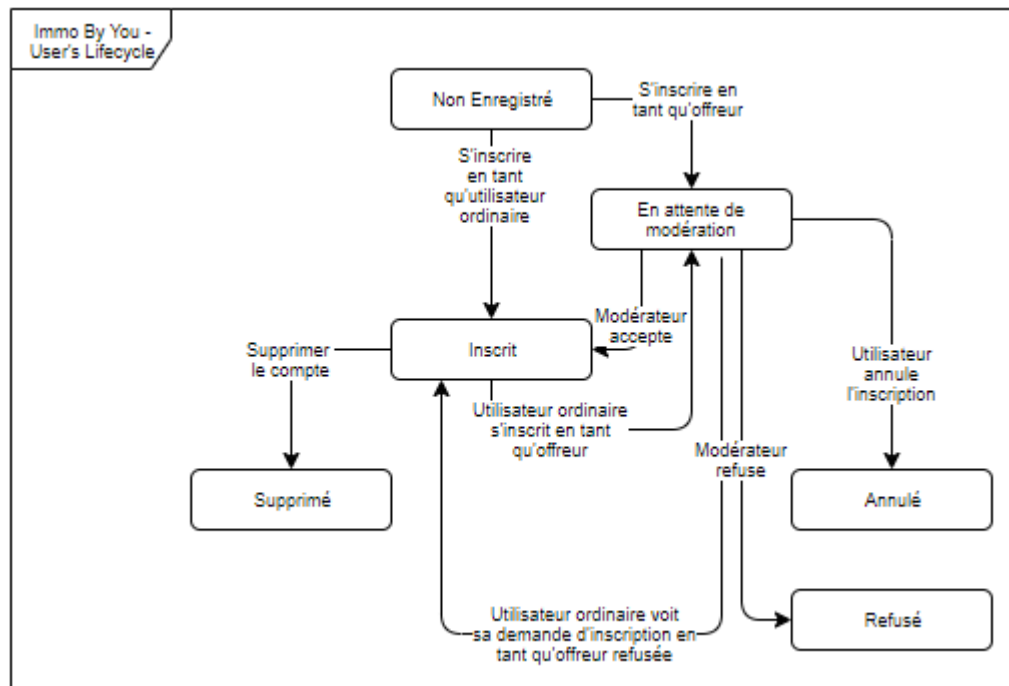 Immo By You -
User's Lifecycle
Non Enregistré
S'inscrire en
tant qu'offreur
S'inscrire
en tant
qu'utilisateur
ordinaire
En attente de
modération
Modérateur
accepte
Inscrit
Supprimer
le compte
Utilisateur
annule
l'inscription
Utilisateur ordinaire
s'inscrit en tant
qu'offreur
Modérateur
refuse
Supprimé
Annulé
Utilisateur ordinaire voit
sa demande d'inscription en
tant qu'offreur refusée
Refusé